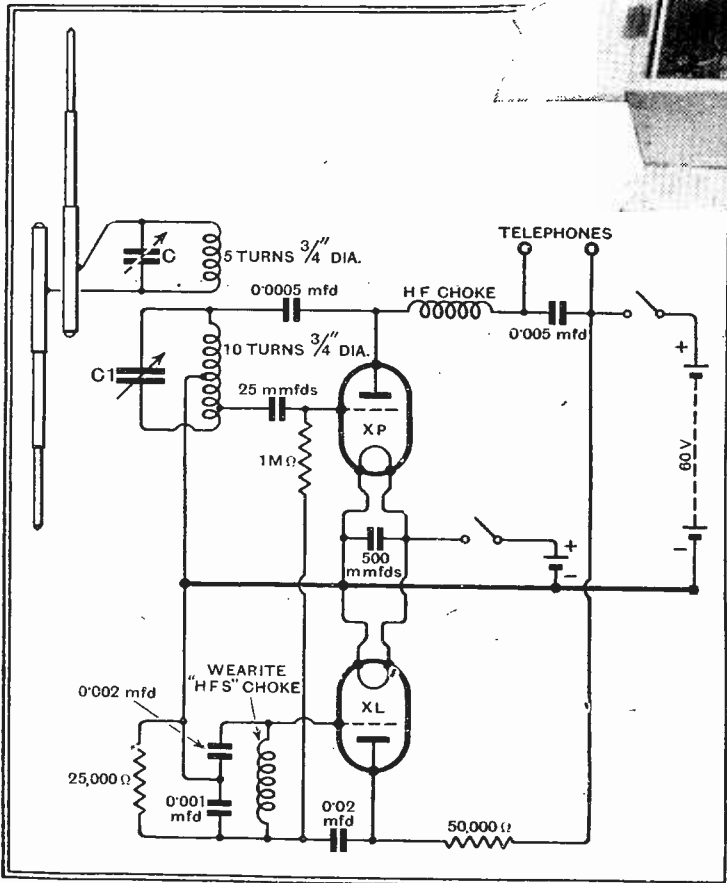 TELEPHONES
C
5 TURNS 3/4" DIA.
0·0005 mfd
H F CHOKE
0·005 mfd
C1
10 TURNS 3/4" DIA.
25 mmfds
XP
1MΩ
+
60 V
-
500
mmfds
+
-
WEARITE
"HFS" CHOKE
0·002 mfd
XL
25,000 Ω
0·001
mfd
0·02
mfd
50,000 Ω